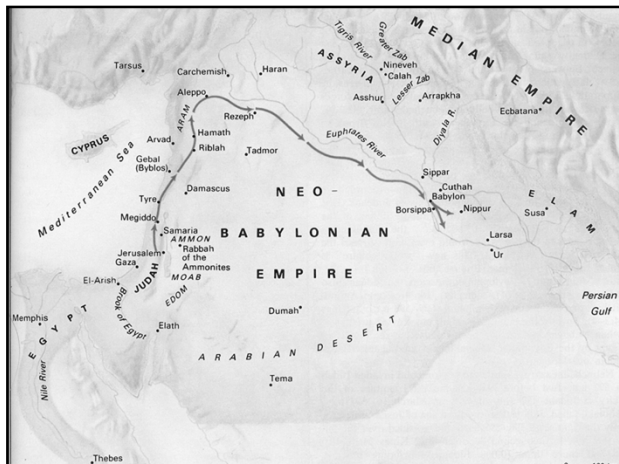 MEDIAN EMPIRE
Tigris River
Greater Zab
Tarsus
Carchemish
Haran
ASSYRIA
Nineveh
Calah
Aleppo
Lesser Zab
Asshur
Arrapkha
Ecbatana
ARAM
Rezeph
Diyala R.
CYPRUS
Arvad
Hamath
Riblah
Euphrates River
Tadmor
Mediterranean Sea
Gebal
(Byblos)
Sippar
Cuthah
Babylon
ELAM
Damascus
NEO-
Tyre
Borsippa
Nippur
Susa
Megiddo
Samaria
AMMON
BABYLONIAN
Larsa
Jerusalem
Rabbah
of the
Ammonites
Ur
Gaza
JUDAH
MOAB
EMPIRE
El-Arish
EDOM
Brook of Egypt
Persian
Gulf
Memphis
EGYPT
Elath
Dumah
ARABIAN DESERT
Nile River
Tema
Thebes